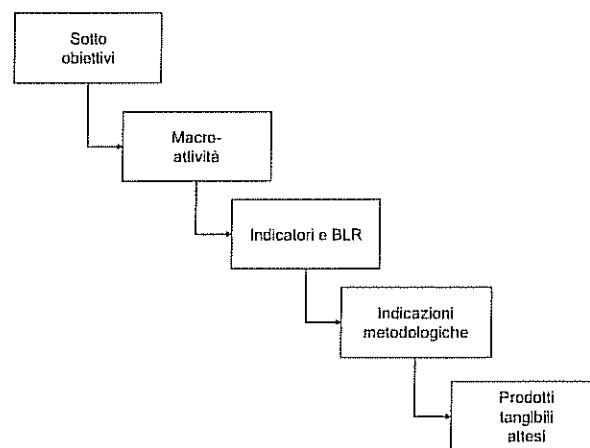 Sotto
obiettivi
Macro-
attività
Indicatori e BLR
Indicazioni
metodologiche
Prodotti
tangibili
attesi